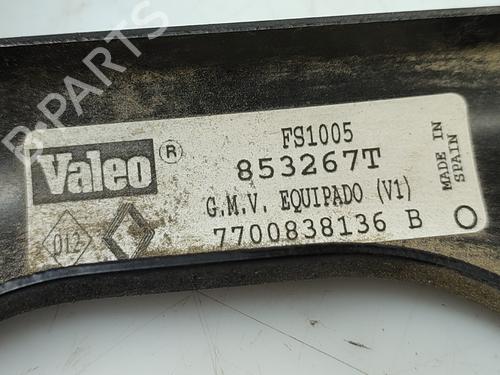 B-PARTS
Valeo ®
FS1005
853267T
G.M.V. EQUIPADO (V1)
7700838136 B
012
MADE IN
SPAIN